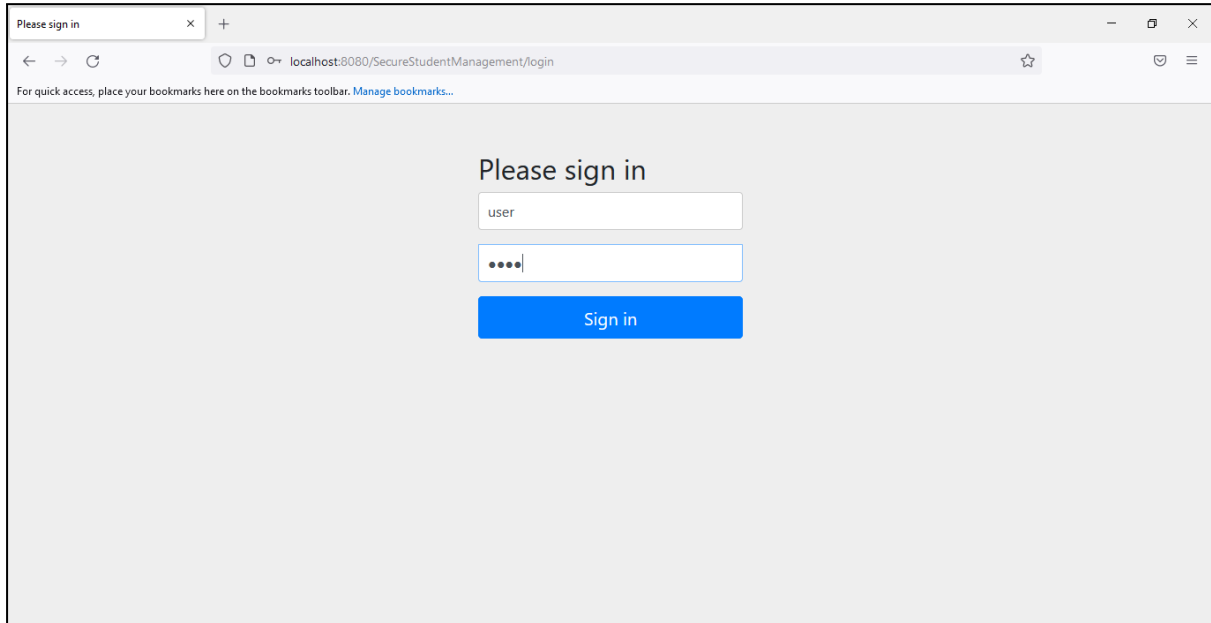 Please sign in
localhost:8080/SecureStudentManagement/login
For quick access, place your bookmarks here on the bookmarks toolbar. Manage bookmarks...
Please sign in
user
••••
Sign in